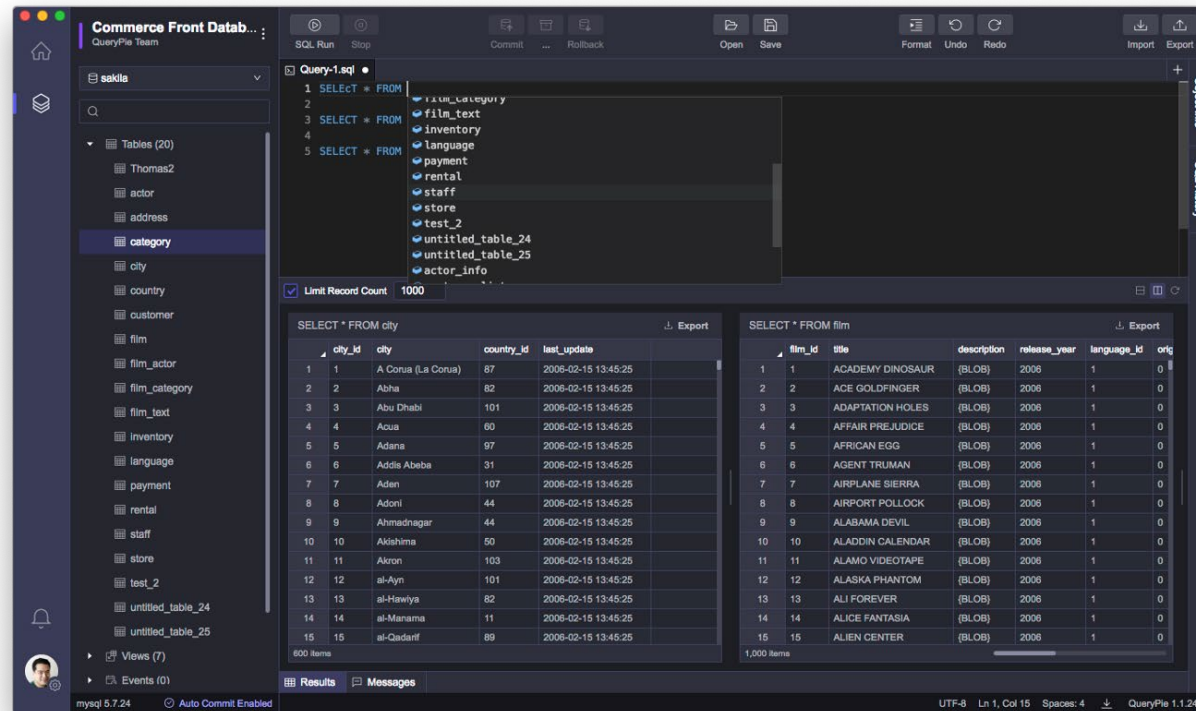 Commerce Front Datab...
QueryPie Team
SQL Run Stop Commit ... Rollback Open Save Format Undo Redo Import Export
sakila
Tables (20)
Thomas2
actor
address
category
city
country
customer
film
film_actor
film_category
film_text
inventory
language
payment
rental
staff
store
test_2
untitled_table_24
untitled_table_25
Views (7)
Events (0)
mysql 5.7.24 Auto Commit Enabled
Query-1.sql
1 SELEcT * FROM
2
3 SELECT * FROM
4
5 SELECT * FROM
film_category
film_text
inventory
language
payment
rental
staff
store
test_2
untitled_table_24
untitled_table_25
actor_info
Limit Record Count 1000
SELECT * FROM city Export
city_id city country_id last_update
1 1 A Corua (La Corua) 87 2006-02-15 13:45:25
2 2 Abha 82 2006-02-15 13:45:25
3 3 Abu Dhabi 101 2006-02-15 13:45:25
4 4 Acua 60 2006-02-15 13:45:25
5 5 Adana 97 2006-02-15 13:45:25
6 6 Addis Abeba 31 2006-02-15 13:45:25
7 7 Aden 107 2006-02-15 13:45:25
8 8 Adoni 44 2006-02-15 13:45:25
9 9 Ahmadnagar 44 2006-02-15 13:45:25
10 10 Akishima 50 2006-02-15 13:45:25
11 11 Akron 103 2006-02-15 13:45:25
12 12 al-Ayn 101 2006-02-15 13:45:25
13 13 al-Hawiya 82 2006-02-15 13:45:25
14 14 al-Manama 11 2006-02-15 13:45:25
15 15 al-Qadarif 89 2006-02-15 13:45:25
600 items
SELECT * FROM film Export
film_id title description release_year language_id orig
1 1 ACADEMY DINOSAUR {BLOB} 2006 1 0
2 2 ACE GOLDFINGER {BLOB} 2006 1 0
3 3 ADAPTATION HOLES {BLOB} 2006 1 0
4 4 AFFAIR PREJUDICE {BLOB} 2006 1 0
5 5 AFRICAN EGG {BLOB} 2006 1 0
6 6 AGENT TRUMAN {BLOB} 2006 1 0
7 7 AIRPLANE SIERRA {BLOB} 2006 1 0
8 8 AIRPORT POLLOCK {BLOB} 2006 1 0
9 9 ALABAMA DEVIL {BLOB} 2006 1 0
10 10 ALADDIN CALENDAR {BLOB} 2006 1 0
11 11 ALAMO VIDEOTAPE {BLOB} 2006 1 0
12 12 ALASKA PHANTOM {BLOB} 2006 1 0
13 13 ALI FOREVER {BLOB} 2006 1 0
14 14 ALICE FANTASIA {BLOB} 2006 1 0
15 15 ALIEN CENTER {BLOB} 2006 1 0
1,000 items
Results Messages
UTF-8 Ln 1, Col 15 Spaces: 4 QueryPie 1.1.24